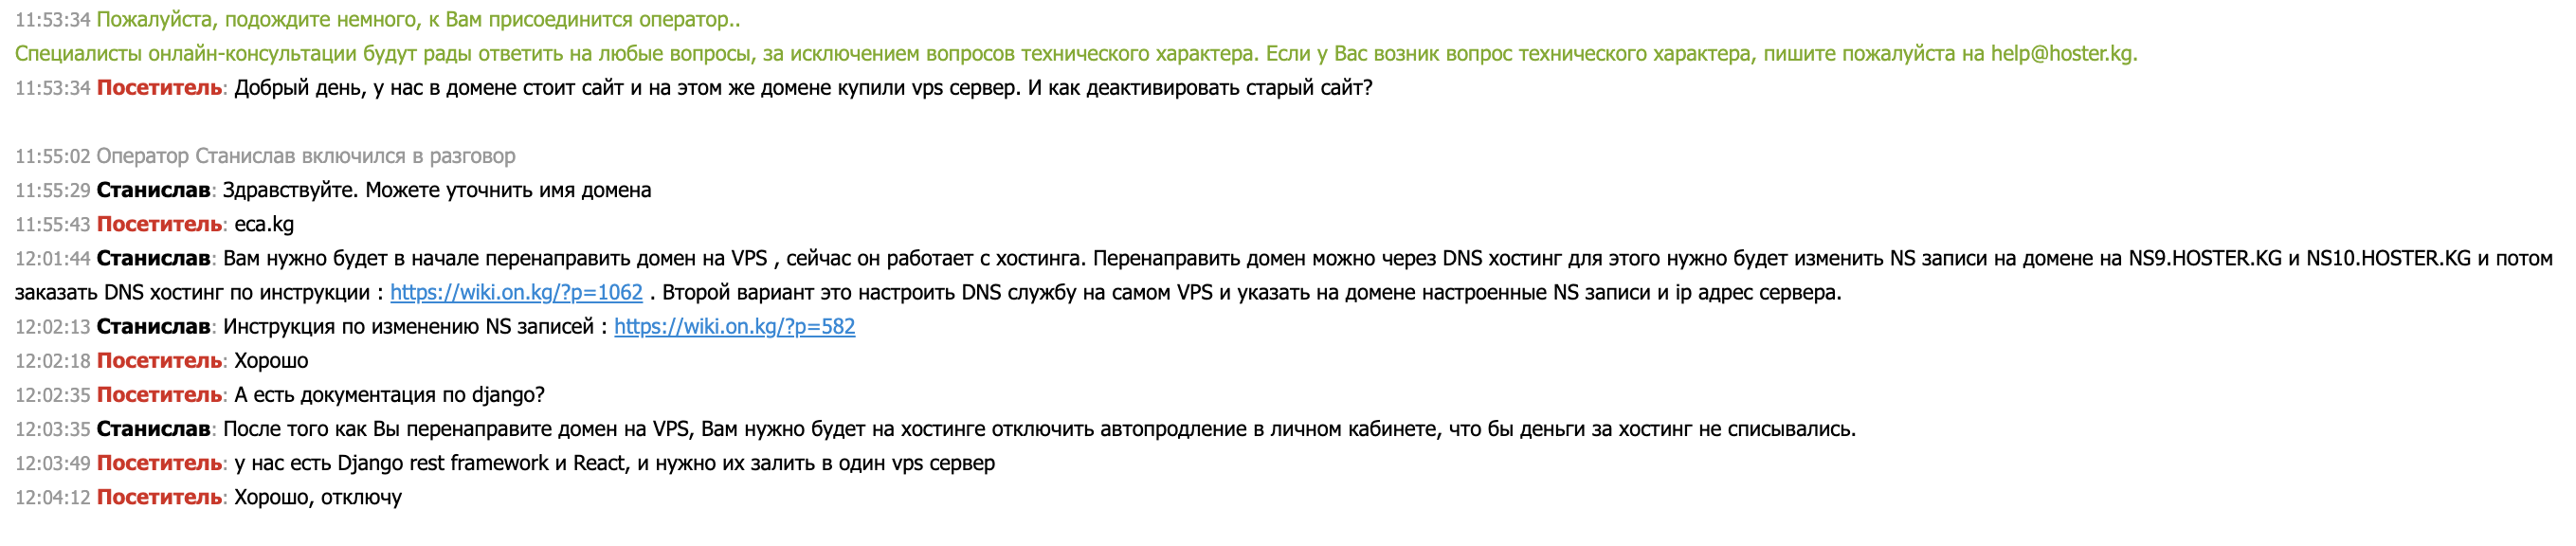 11:53:34 Пожалуйста, подождите немного, к Вам присоединится оператор..
Специалисты онлайн-консультации будут рады ответить на любые вопросы, за исключением вопросов технического характера. Если у Вас возник вопрос технического характера, пишите пожалуйста на help@hoster.kg.
11:53:34 Посетитель: Добрый день, у нас в домене стоит сайт и на этом же домене купили vps сервер. И как деактивировать старый сайт?
11:55:02 Оператор Станислав включился в разговор
11:55:29 Станислав: Здравствуйте. Можете уточнить имя домена
11:55:43 Посетитель: eca.kg
12:01:44 Станислав: Вам нужно будет в начале перенаправить домен на VPS , сейчас он работает с хостинга. Перенаправить домен можно через DNS хостинг для этого нужно будет изменить NS записи на домене на NS9.HOSTER.KG и NS10.HOSTER.KG и потом
заказать DNS хостинг по инструкции : https://wiki.on.kg/?p=1062 . Второй вариант это настроить DNS службу на самом VPS и указать на домене настроенные NS записи и ip адрес сервера.
12:02:13 Станислав: Инструкция по изменению NS записей : https://wiki.on.kg/?p=582
12:02:18 Посетитель: Хорошо
12:02:35 Посетитель: А есть документация по django?
12:03:35 Станислав: После того как Вы перенаправите домен на VPS, Вам нужно будет на хостинге отключить автопродление в личном кабинете, что бы деньги за хостинг не списывались.
12:03:49 Посетитель: у нас есть Django rest framework и React, и нужно их залить в один vps сервер
12:04:12 Посетитель: Хорошо, отключу